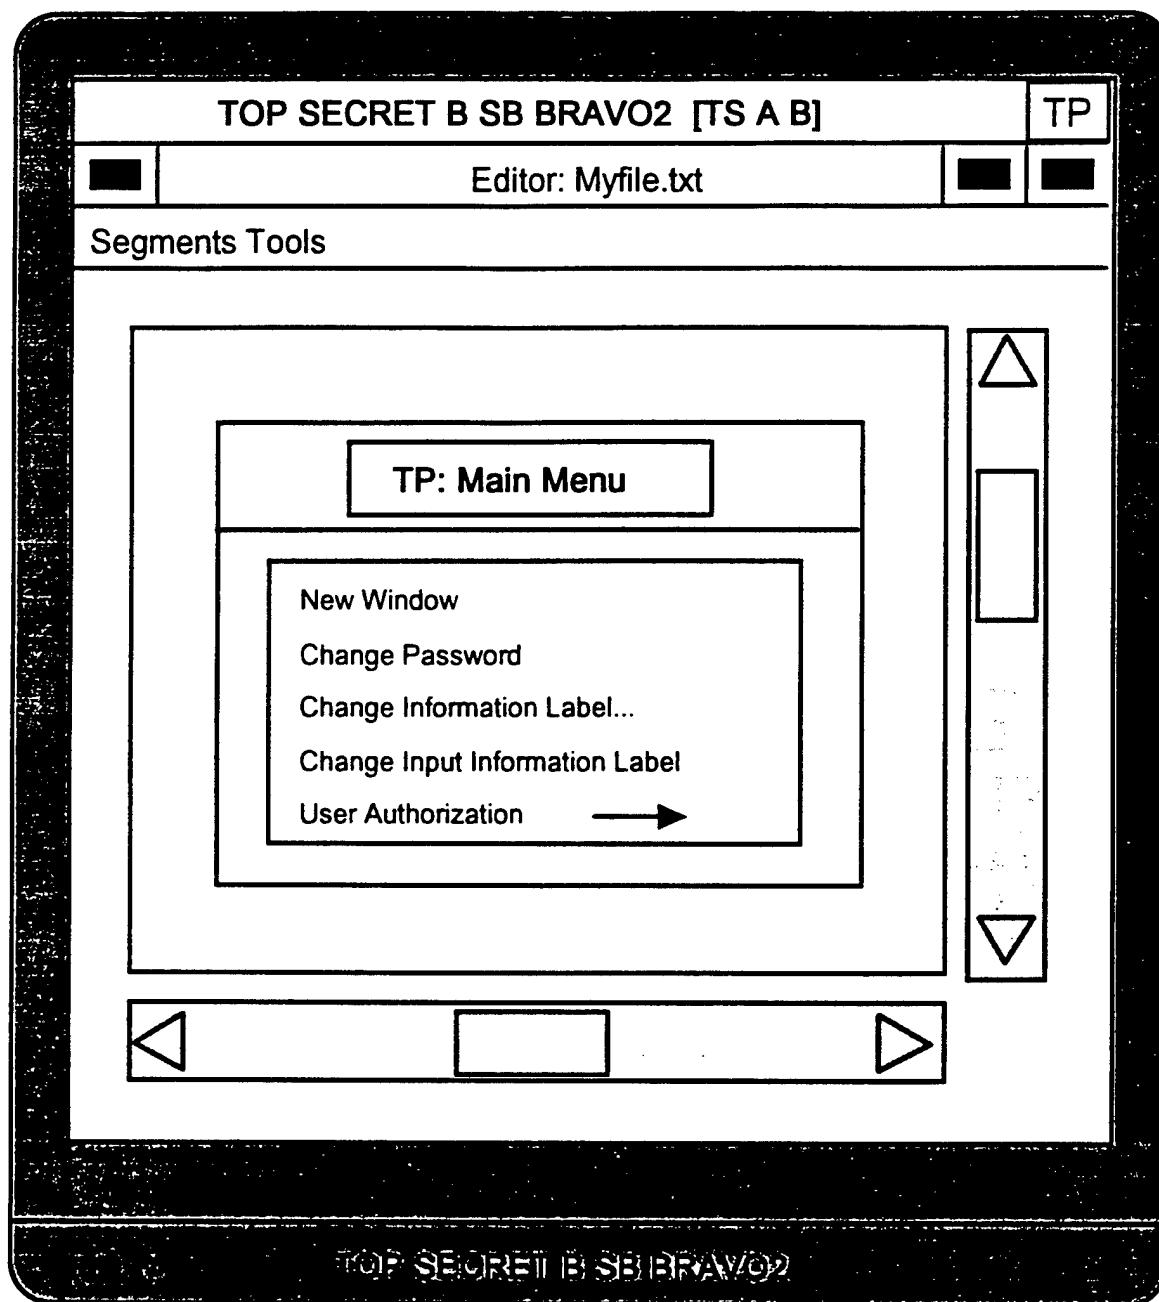 TOP SECRET B SB BRAVO2 [TS A B] TP
Editor: Myfile.txt
Segments Tools
TP: Main Menu
New Window
Change Password
Change Information Label...
Change Input Information Label
User Authorization
TOP SECRET B SB BRAVO2